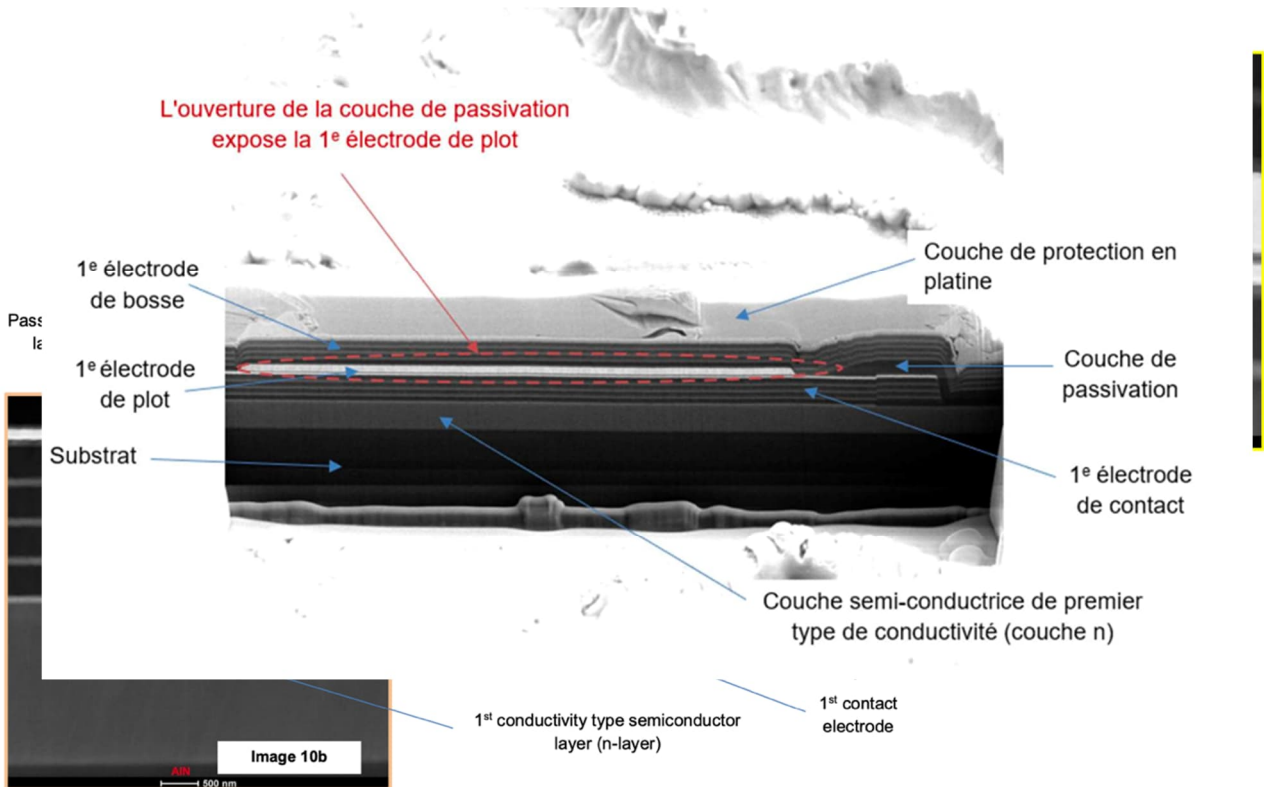 L'ouverture de la couche de passivation
expose la 1e électrode de plot
1e électrode
de bosse
Couche de protection en
platine
Pass
la
1e électrode
de plot
Couche de
passivation
Substrat
1e électrode
de contact
Couche semi-conductrice de premier
type de conductivité (couche n)
1st contact
electrode
1st conductivity type semiconductor
layer (n-layer)
Image 10b
AlN
500 nm